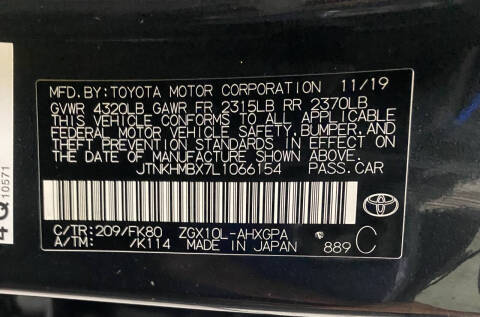 MFD.BY:TOYOTA MOTOR CORPORATION 11/19
GVWR 4320LB GAWR FR 2315LB RR 2370LB
THIS VEHICLE CONFORMS TO ALL APPLICABLE
FEDERAL MOTOR VEHICLE SAFETY, BUMPER, AND
THEFT PREVENTION STANDARDS IN EFFECT ON
THE DATE OF MANUFACTURE SHOWN ABOVE.
JTNKHMBX7L1066154 PASS.CAR
C/TR:209/FK80 ZGX10L-AHXGPA
A/TM: /K114 MADE IN JAPAN 889 C
TOYOTA
10571